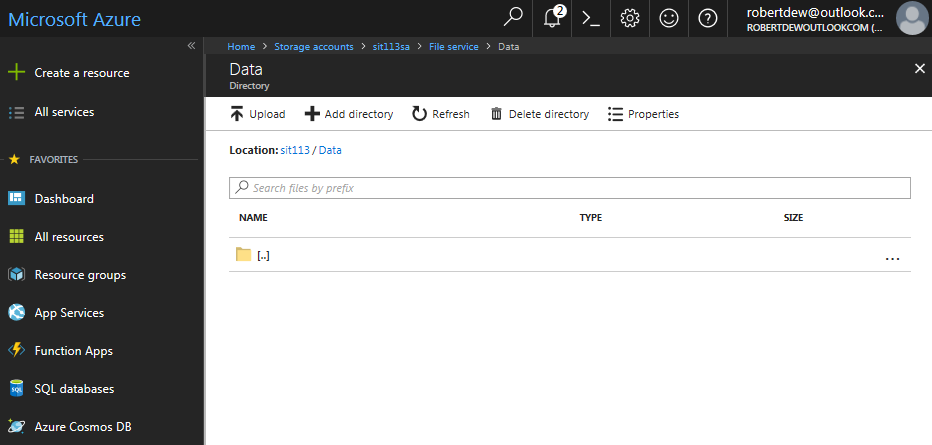 Microsoft Azure
2
robertdew@outlook.c...
ROBERTDEWOUTLOOKCOM (...
«
Home > Storage accounts > sit113sa > File service > Data
Data
Directory
Create a resource
All services
FAVORITES
Dashboard
All resources
Resource groups
App Services
Function Apps
SQL databases
Azure Cosmos DB
Upload Add directory Refresh Delete directory Properties
Location: sit113 / Data
Search files by prefix
NAME TYPE SIZE
[..] ...